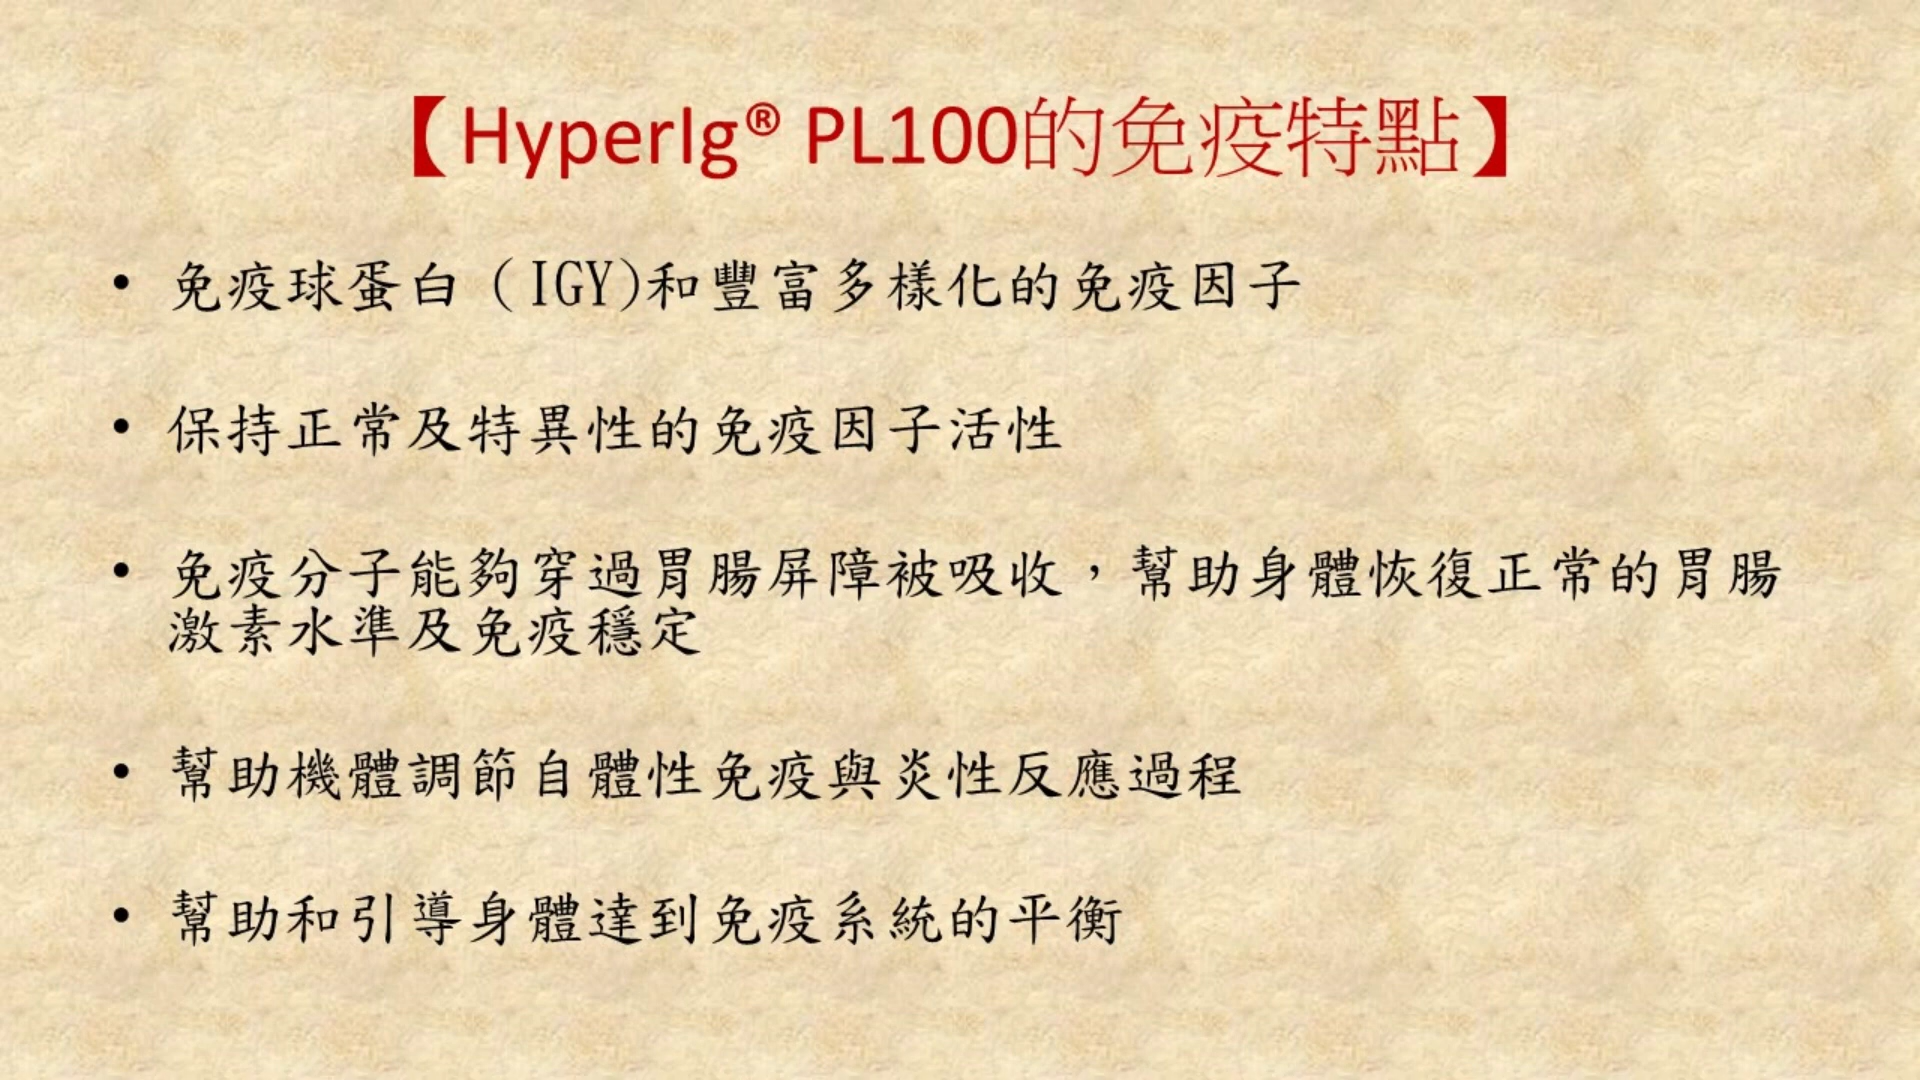 【HyperIg® PL100的免疫特點】
• 免疫球蛋白（IGY)和豐富多樣化的免疫因子
• 保持正常及特異性的免疫因子活性
• 免疫分子能夠穿過胃腸屏障被吸收，幫助身體恢復正常的胃腸
激素水準及免疫穩定
• 幫助機體調節自體性免疫與炎性反應過程
• 幫助和引導身體達到免疫系統的平衡